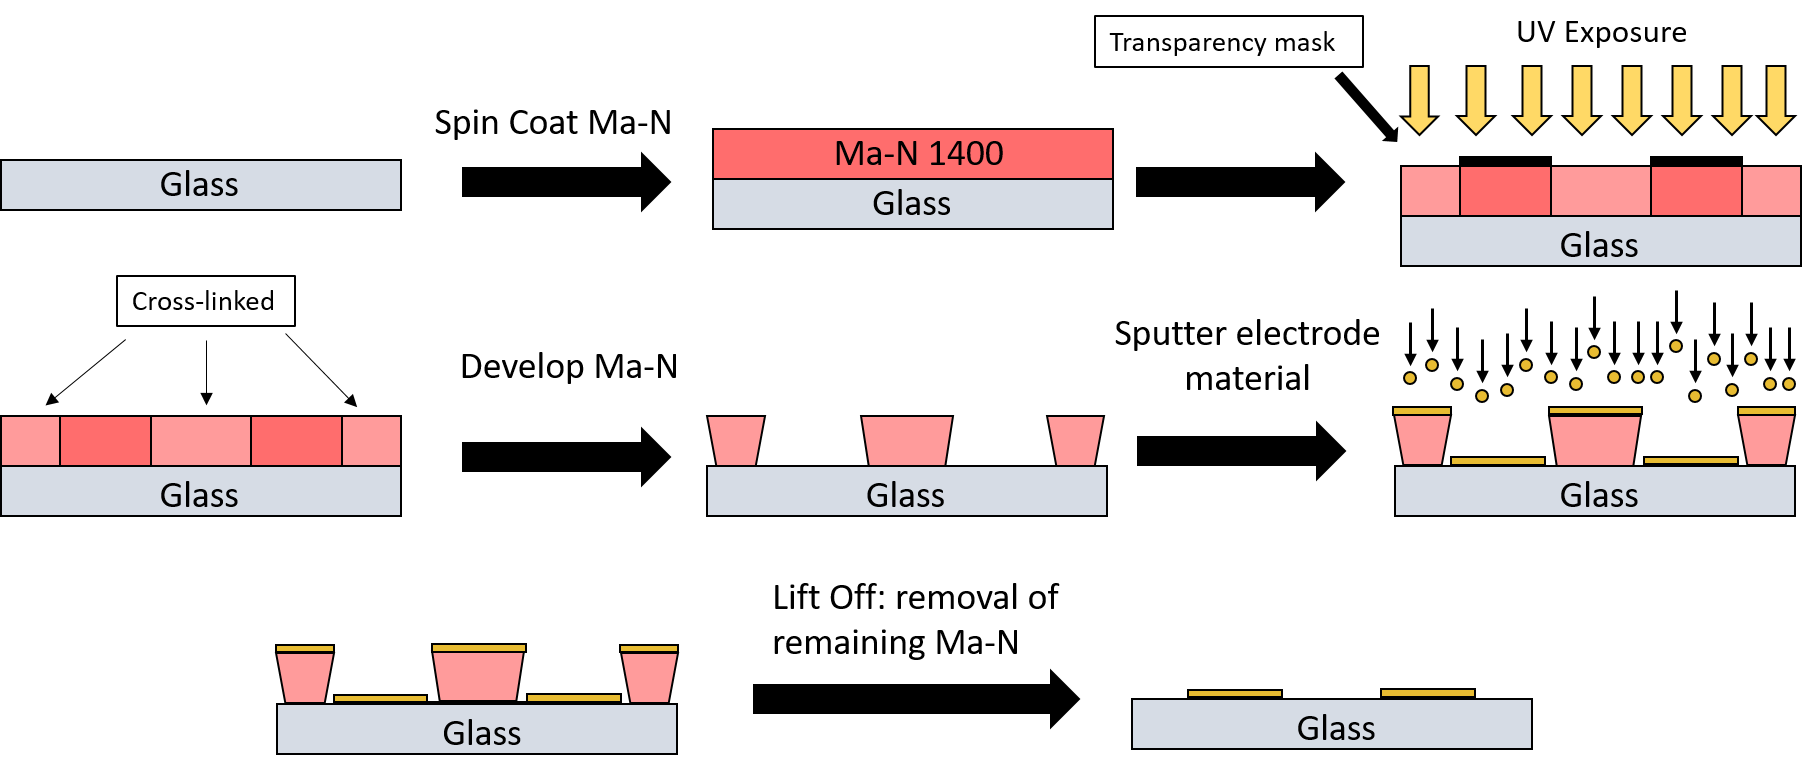 Transparency mask
UV Exposure
Spin Coat Ma-N
Glass
Ma-N 1400
Glass
Glass
Cross-linked
Develop Ma-N
Sputter electrode
material
Glass
Glass
Glass
Lift Off: removal of
remaining Ma-N
Glass
Glass